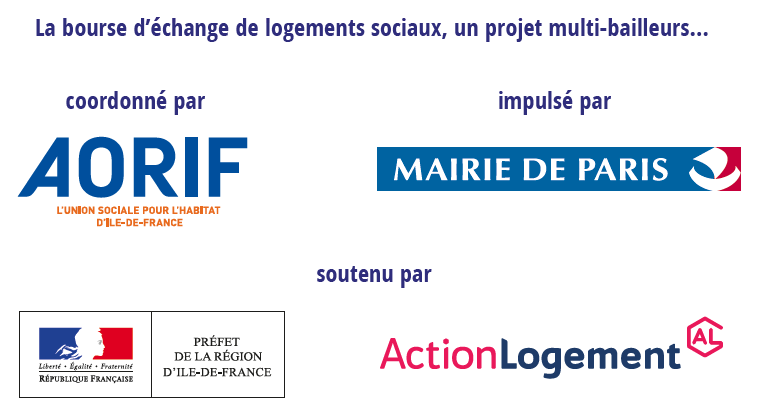 La bourse d’échange de logements sociaux, un projet multi-bailleurs...
coordonné par
impulsé par
AORIF
L'UNION SOCIALE POUR L'HABITAT
D'ÎLE-DE-FRANCE
MAIRIE DE PARIS
soutenu par
Liberté • Égalité • Fraternité
RÉPUBLIQUE FRANÇAISE
PRÉFET
DE LA RÉGION
D'ILE-DE-FRANCE
ActionLogement
AL